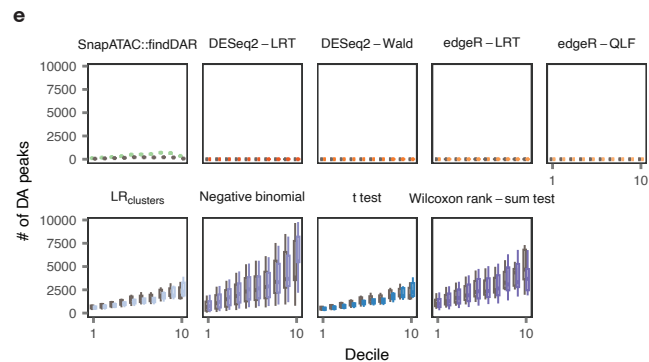 e
SnapATAC::findDAR DESeq2 – LRT DESeq2 – Wald edgeR – LRT edgeR – QLF
10000
7500
5000
2500
0
1 10
# of DA peaks
LRclusters Negative binomial t test Wilcoxon rank – sum test
10000
7500
5000
2500
0
1 10 1 10 1 10 1 10
Decile